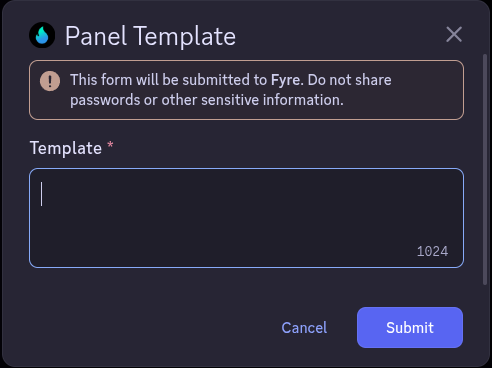 Panel Template
This form will be submitted to Fyre. Do not share
passwords or other sensitive information.
Template *
1024
Cancel
Submit